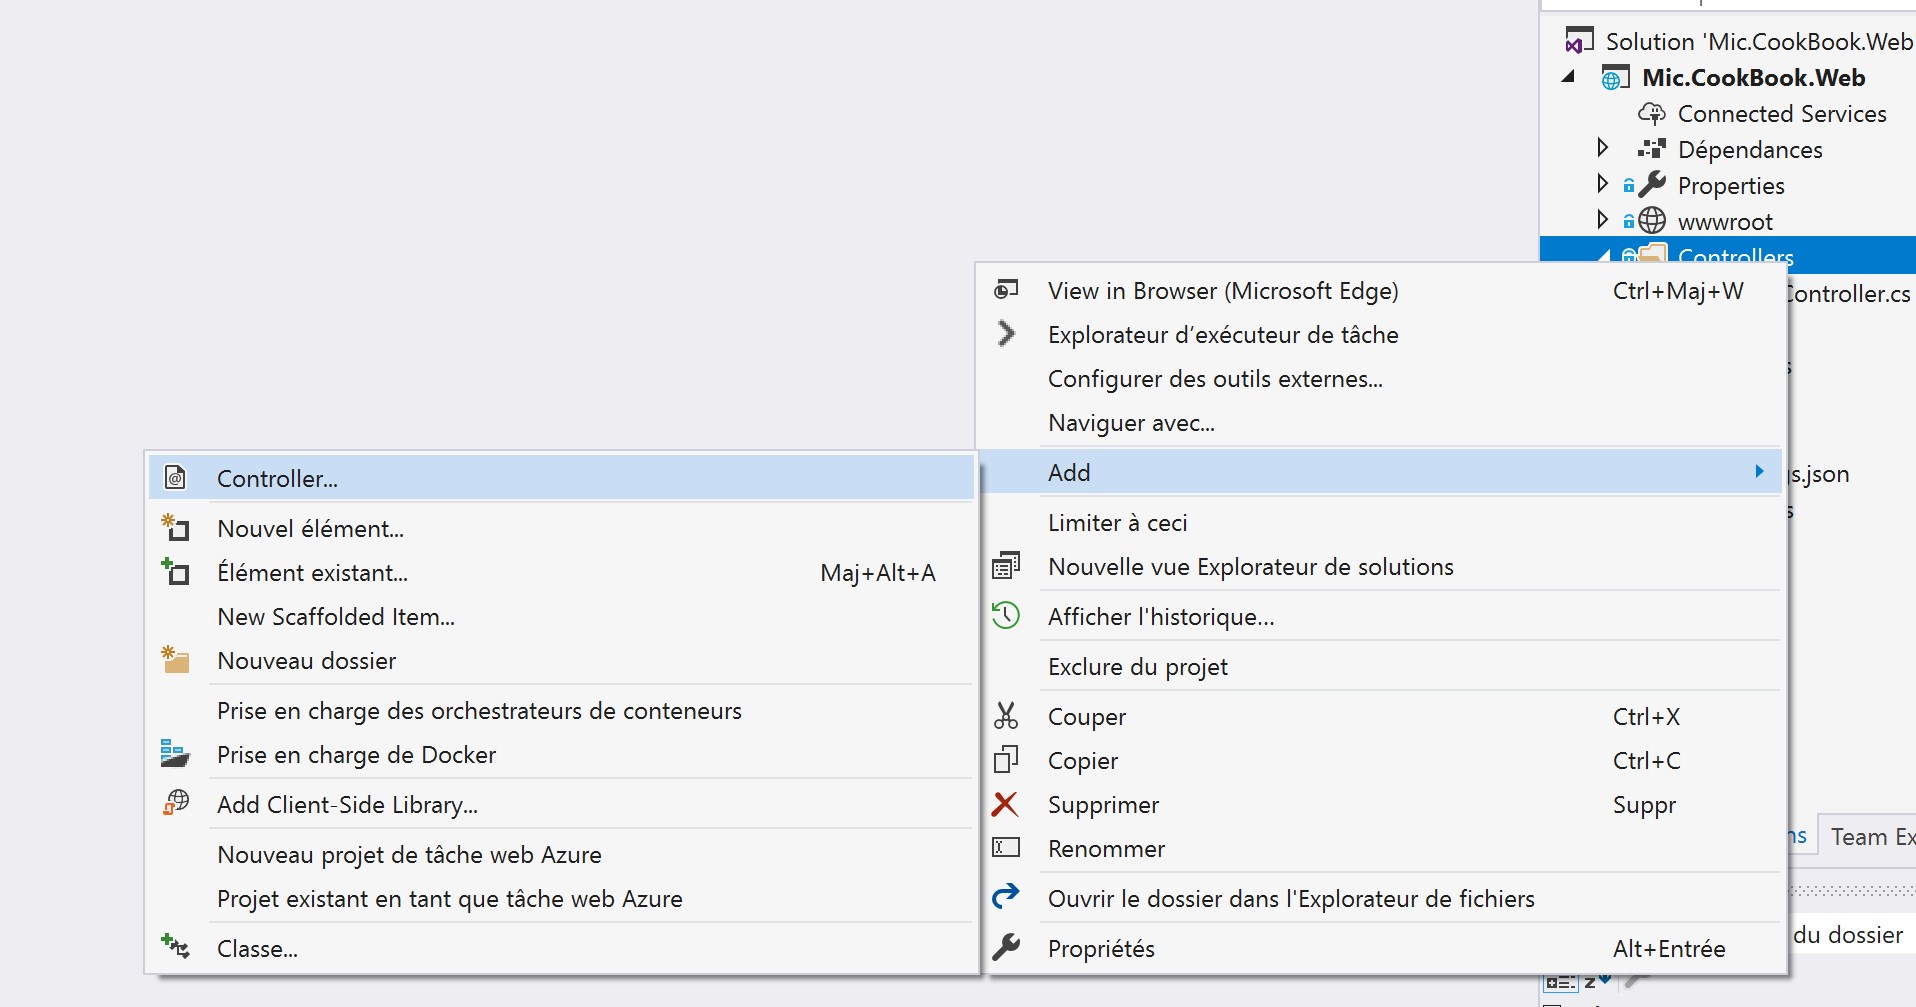 Solution 'Mic.CookBook.Web
Mic.CookBook.Web
Connected Services
Dépendances
Properties
wwwroot
Controllers
Controller.cs
s.json
View in Browser (Microsoft Edge) Ctrl+Maj+W
Explorateur d’exécuteur de tâche
Configurer des outils externes...
Naviguer avec...
Add
Limiter à ceci
Nouvelle vue Explorateur de solutions
Afficher l'historique...
Exclure du projet
Couper Ctrl+X
Copier Ctrl+C
Supprimer Suppr
Renommer
Ouvrir le dossier dans l'Explorateur de fichiers
Propriétés Alt+Entrée
Controller...
Nouvel élément...
Élément existant... Maj+Alt+A
New Scaffolded Item...
Nouveau dossier
Prise en charge des orchestrateurs de conteneurs
Prise en charge de Docker
Add Client-Side Library...
Nouveau projet de tâche web Azure
Projet existant en tant que tâche web Azure
Classe...
ns Team Ex
du dossier